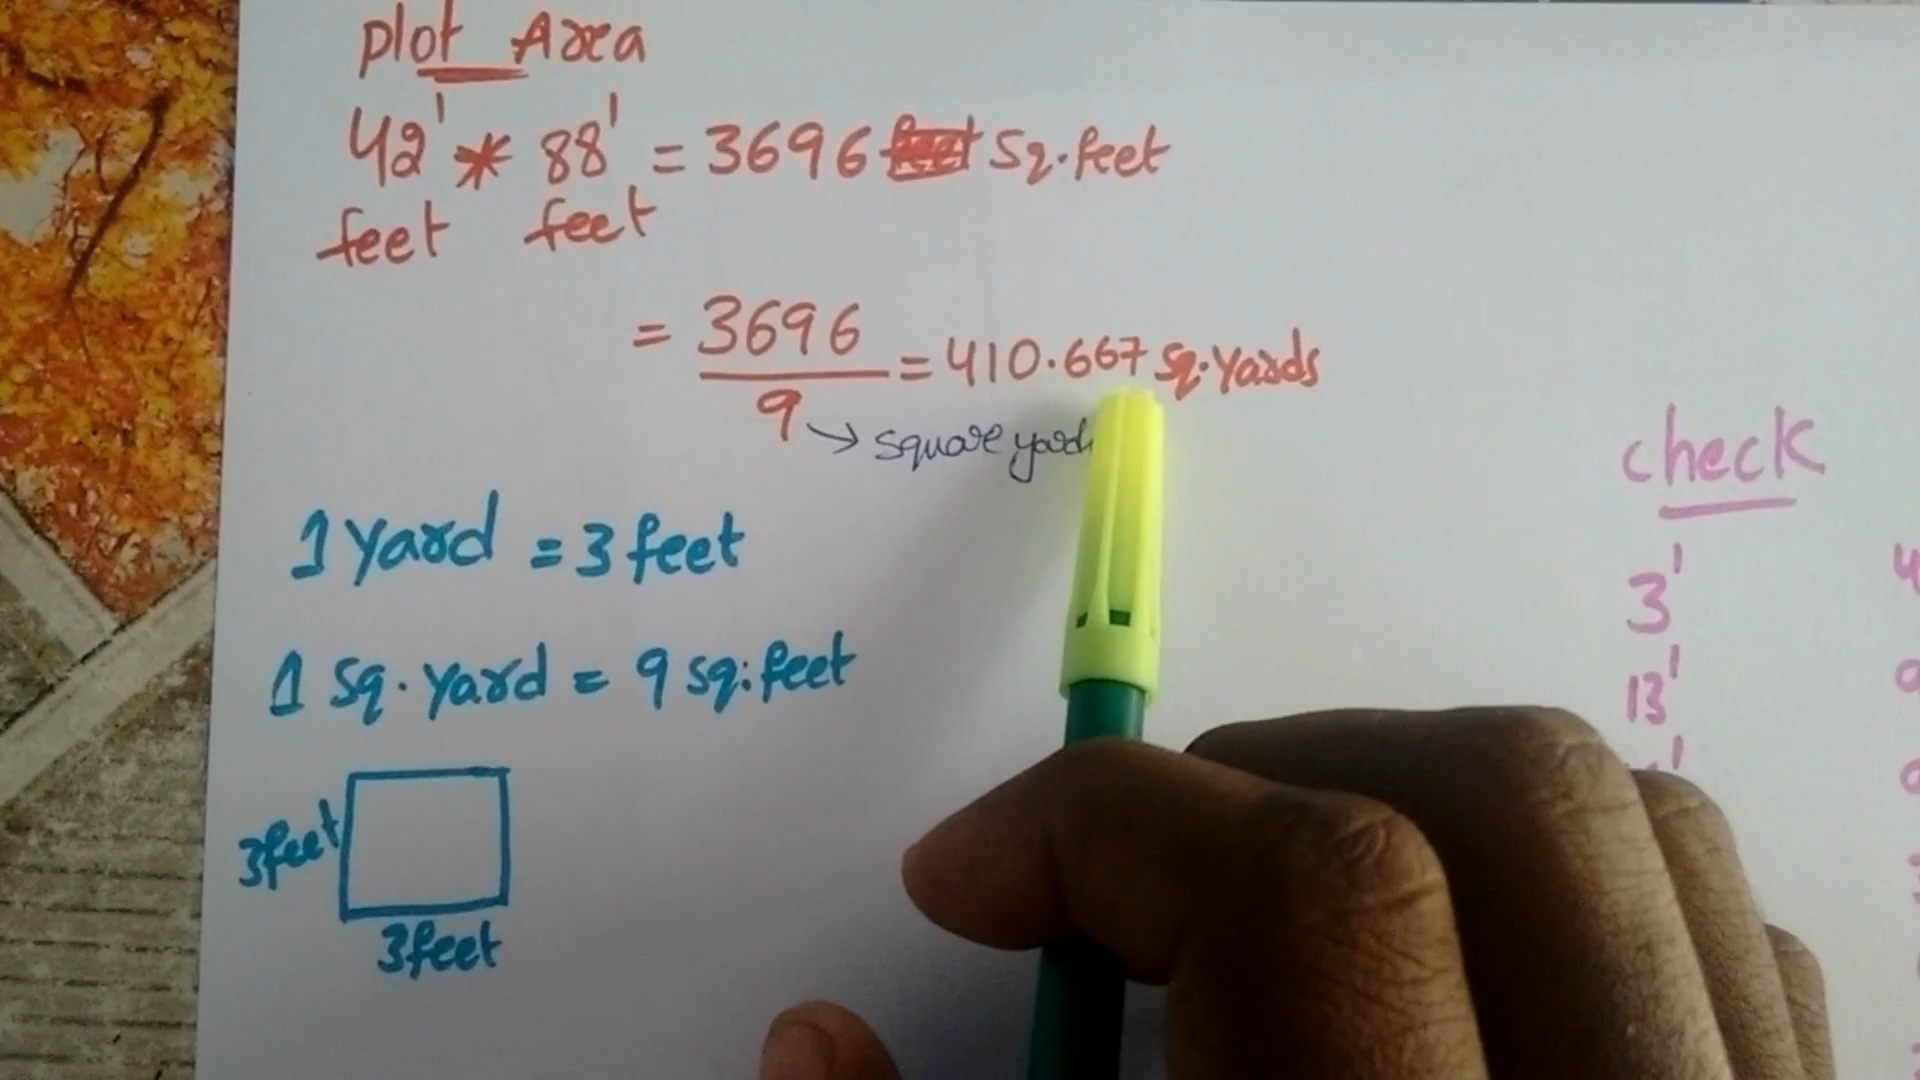 plot Area
42' * 88' = 3696 Sq.feet
feet feet
= 3696
9
= 410.667 Sq.Yards
→ square yard
1 Yard = 3 feet
1 Sq. Yard = 9 sq: feet
3feet
3feet
check
3'
13'